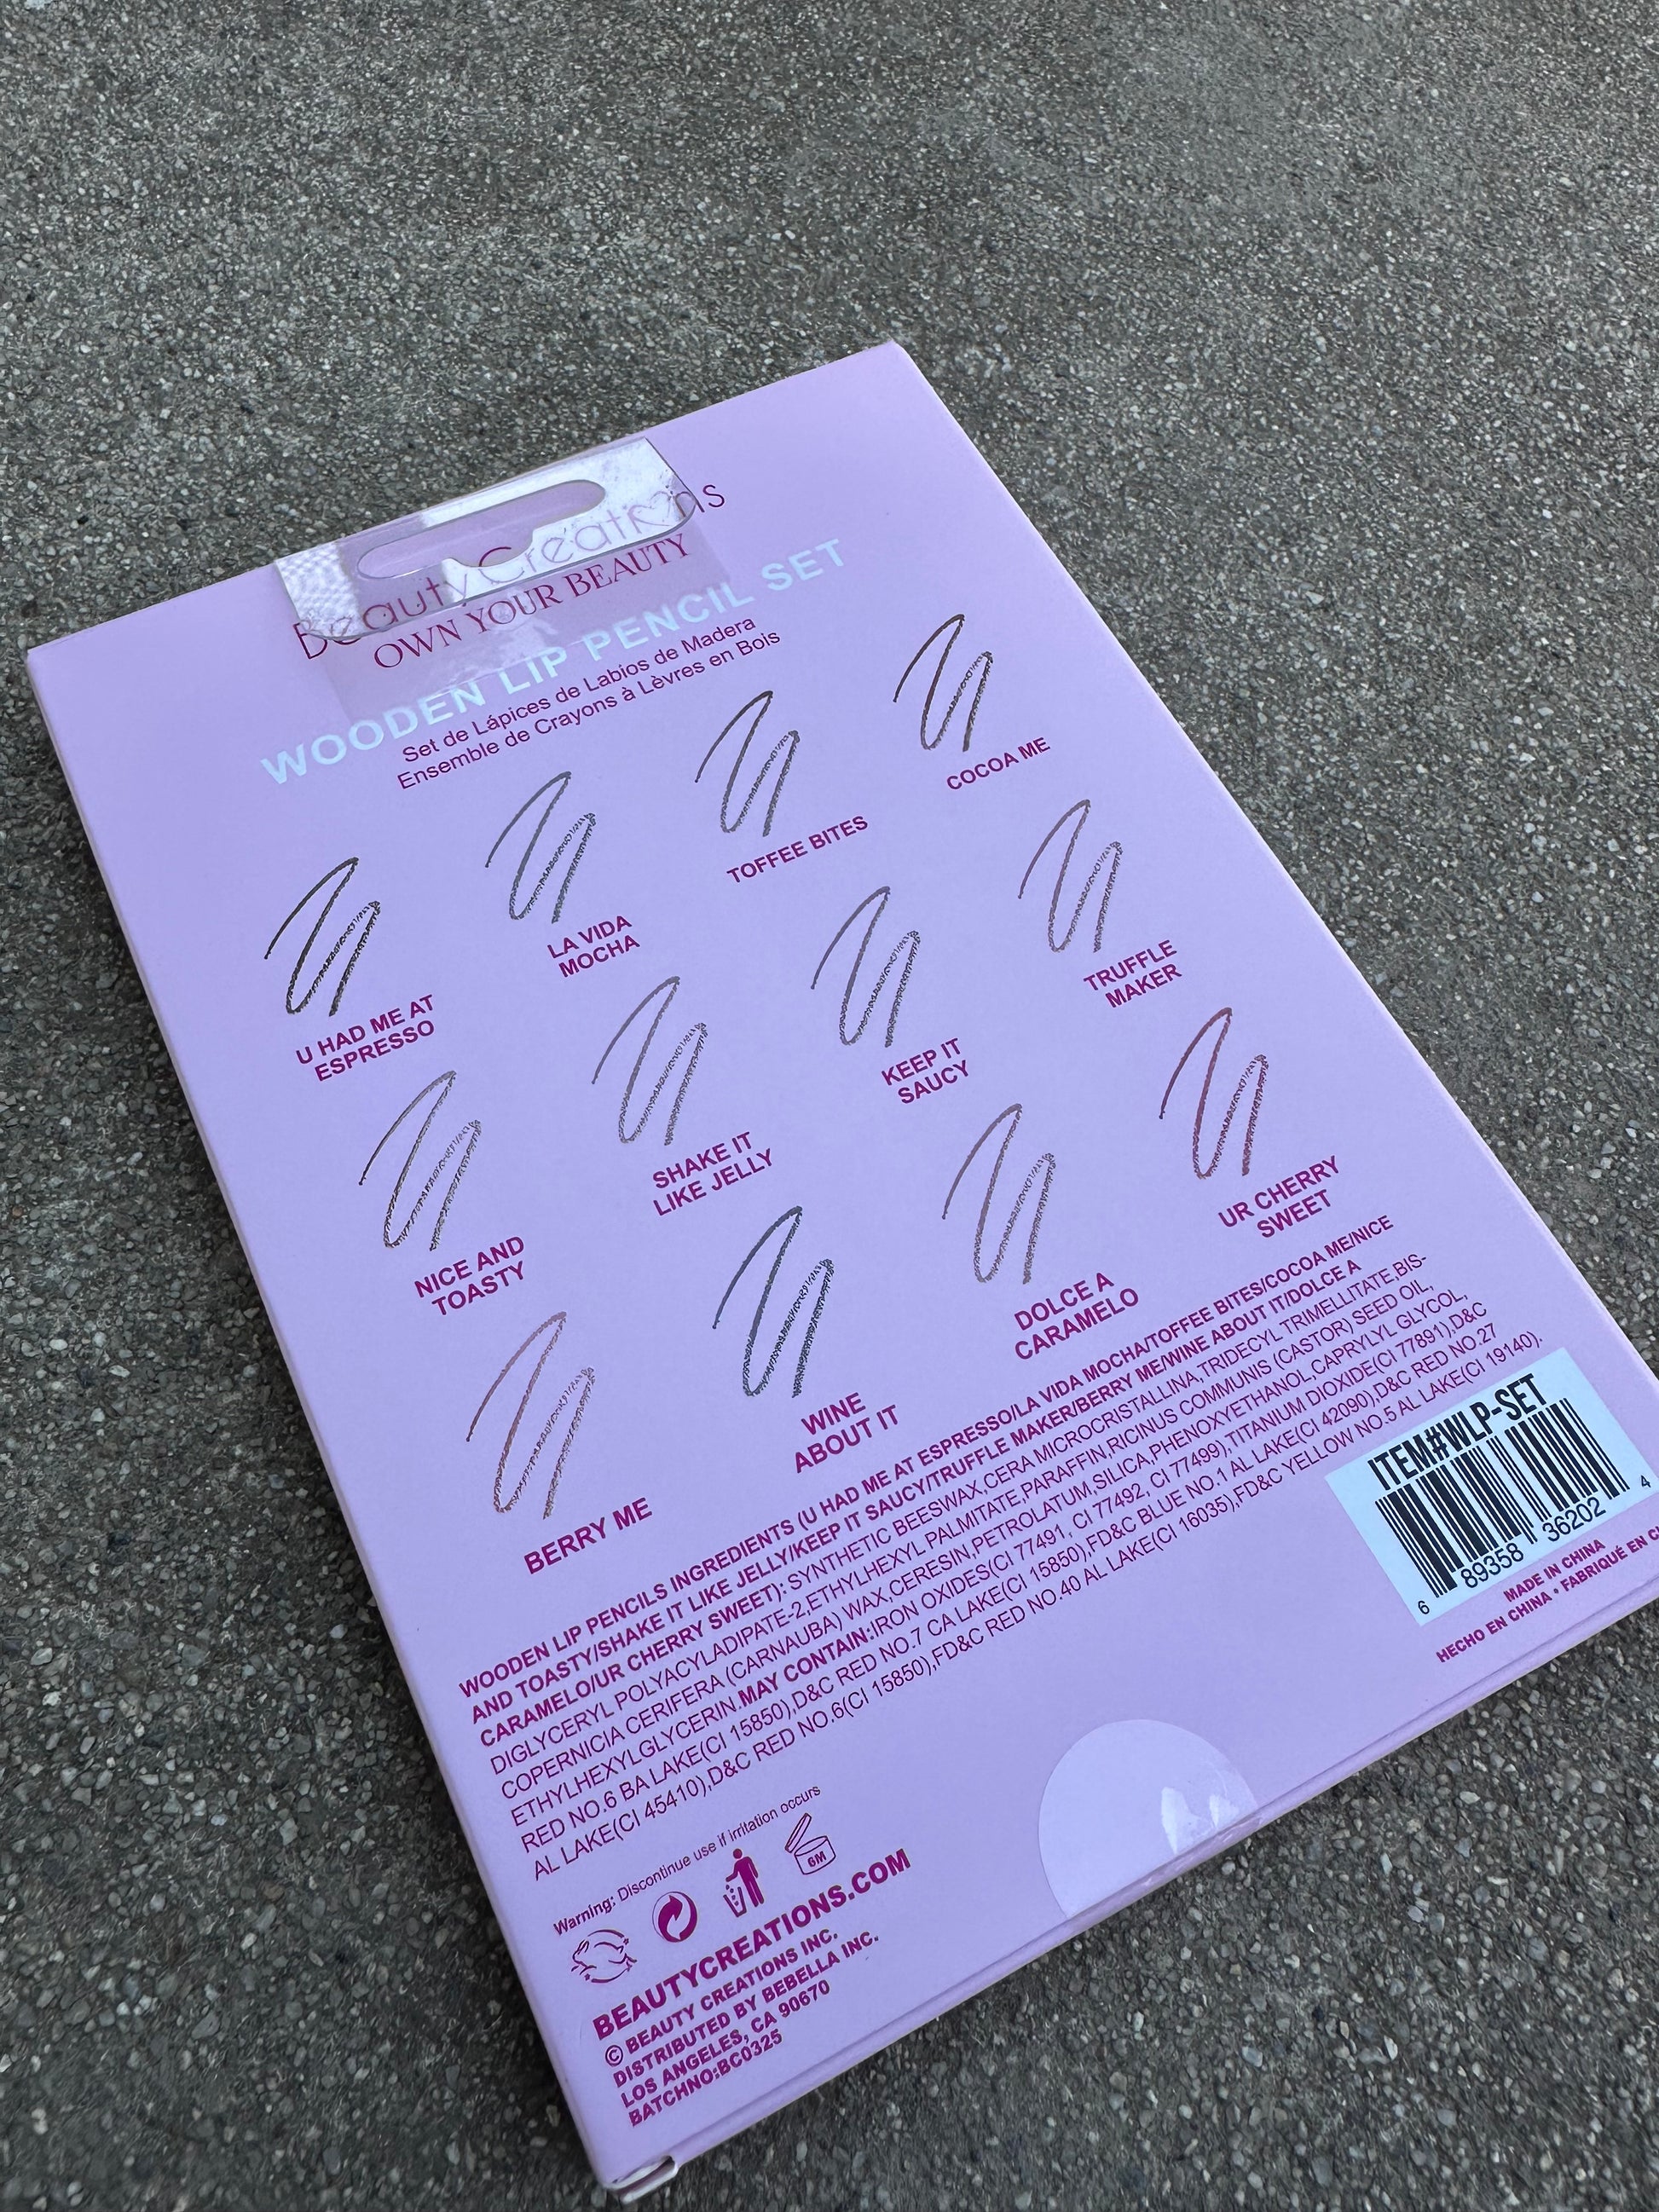 BeautyCreations
OWN YOUR BEAUTY
WOODEN LIP PENCIL SET
Set de Lápices de Labios de Madera
Ensemble de Crayons à Lèvres en Bois
U HAD ME AT
ESPRESSO
LA VIDA
MOCHA
TOFFEE BITES
COCOA ME
NICE AND
TOASTY
SHAKE IT
LIKE JELLY
KEEP IT
SAUCY
TRUFFLE
MAKER
BERRY ME
WINE
ABOUT IT
DOLCE A
CARAMELO
UR CHERRY
SWEET
WOODEN LIP PENCILS INGREDIENTS (U HAD ME AT ESPRESSO/LA VIDA MOCHA/TOFFEE BITES/COCOA ME/NICE
AND TOASTY/SHAKE IT LIKE JELLY/KEEP IT SAUCY/TRUFFLE MAKER/BERRY ME/WINE ABOUT IT/DOLCE A
CARAMELO/UR CHERRY SWEET): SYNTHETIC BEESWAX,CERA MICROCRISTALLINA,TRIDECYL TRIMELLITATE,BIS-
DIGLYCERYL POLYACYLADIPATE-2,ETHYLHEXYL PALMITATE,PARAFFIN,RICINUS COMMUNIS (CASTOR) SEED OIL,
COPERNICIA CERIFERA (CARNAUBA) WAX,CERESIN,PETROLATUM,SILICA,PHENOXYETHANOL,CAPRYLYL GLYCOL,
ETHYLHEXYLGLYCERIN.MAY CONTAIN:IRON OXIDES(CI 77491, CI 77492, CI 77499),TITANIUM DIOXIDE(CI 77891),D&C
RED NO.6 BA LAKE(CI 15850),D&C RED NO.7 CA LAKE(CI 15850),FD&C BLUE NO.1 AL LAKE(CI 42090),D&C RED NO.27
AL LAKE(CI 45410),D&C RED NO.6(CI 15850),FD&C RED NO.40 AL LAKE(CI 16035),FD&C YELLOW NO.5 AL LAKE(CI 19140).
Warning: Discontinue use if irritation occurs
6M
BEAUTYCREATIONS.COM
© BEAUTY CREATIONS INC.
DISTRIBUTED BY BEBELLA INC.
LOS ANGELES, CA 90670
BATCHNO:BC0325
ITEM#WLP-SET
6 89358 36202 4
MADE IN CHINA
HECHO EN CHINA • FABRIQUÉ EN